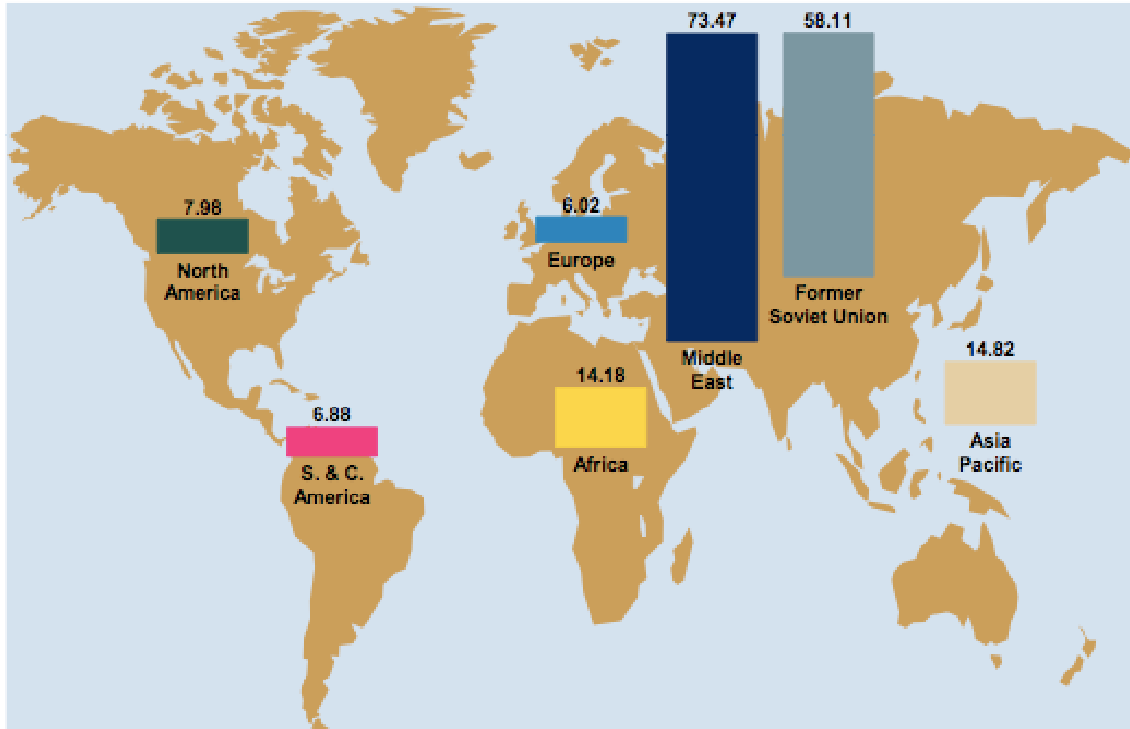 73.47
58.11
7.98
North
America
6.02
Europe
Former
Soviet Union
Middle
East
14.82
Asia
Pacific
14.18
Africa
6.88
S. & C.
America